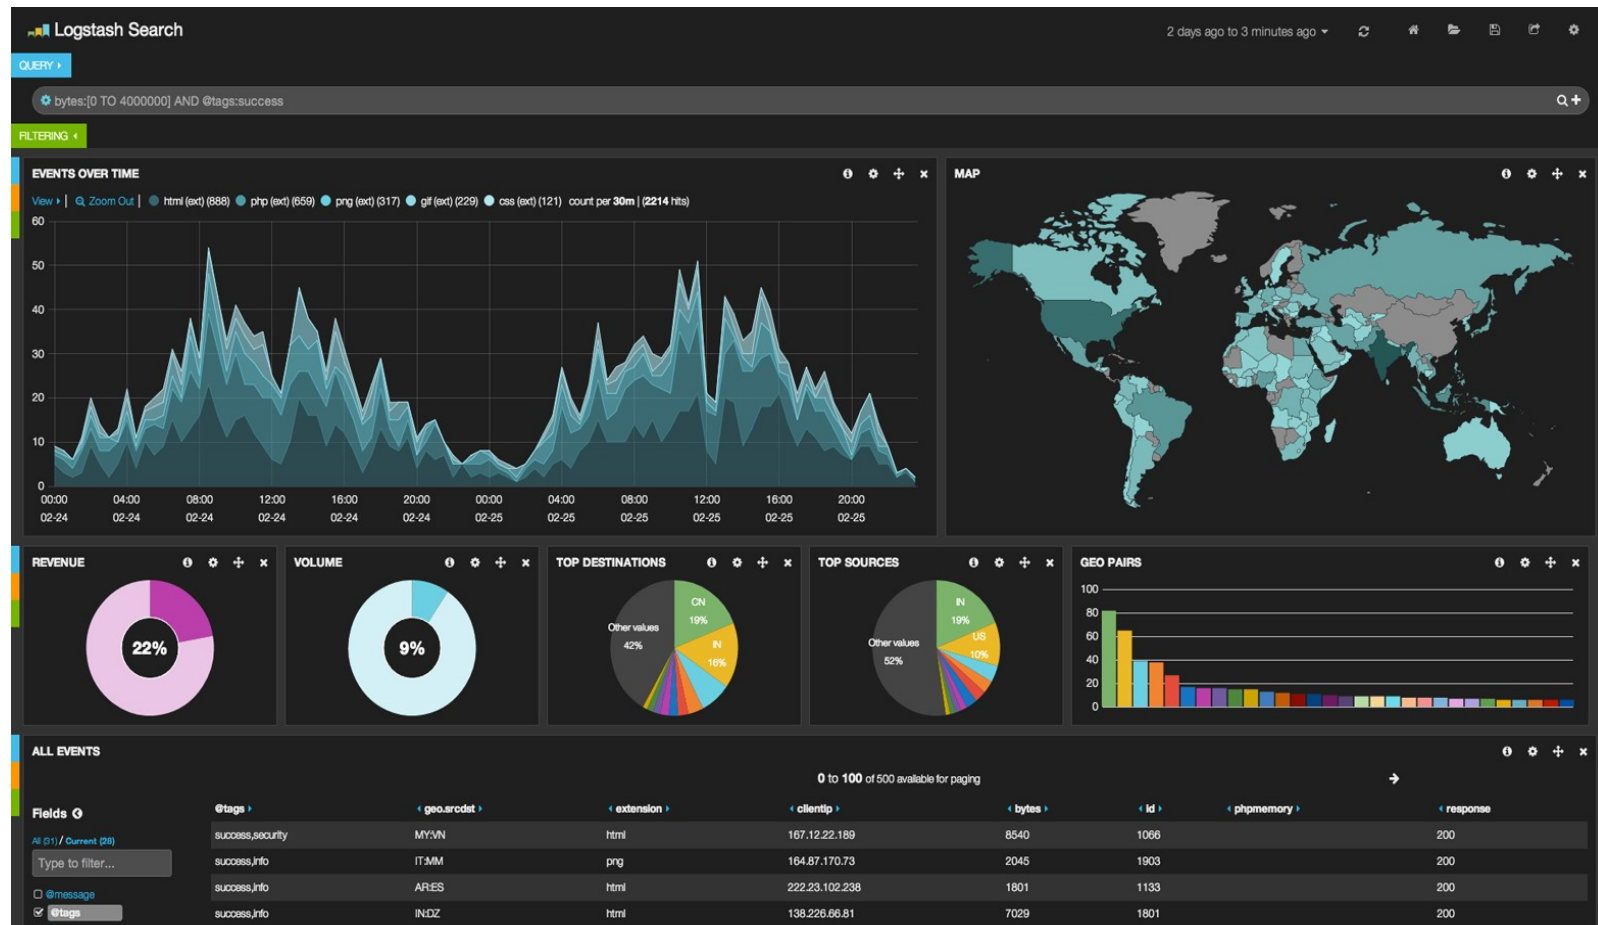 Logstash Search
2 days ago to 3 minutes ago
QUERY
bytes:[0 TO 4000000] AND @tags:success
FILTERING
EVENTS OVER TIME
View | Zoom Out | html (ext) (888) php (ext) (659) png (ext) (317) gif (ext) (229) css (ext) (121) count per 30m | (2214 hits)
60
50
40
30
20
10
0
00:00 04:00 08:00 12:00 16:00 20:00 00:00 04:00 08:00 12:00 16:00 20:00
02-24 02-24 02-24 02-24 02-24 02-24 02-25 02-25 02-25 02-25 02-25 02-25
MAP
REVENUE
22%
VOLUME
9%
TOP DESTINATIONS
CN
19%
IN
16%
Other values
42%
TOP SOURCES
IN
19%
US
10%
Other values
52%
GEO PAIRS
100
80
60
40
20
0
ALL EVENTS
0 to 100 of 500 available for paging
Fields
All (31) / Current (28)
Type to filter...
@message
@tags
@tags geo.srcdst extension clientip bytes id phpmemory response
success,security MY:VN html 167.12.22.189 8540 1066 200
success,info IT:MM png 164.87.170.73 2045 1903 200
success,info AR:ES html 222.23.102.238 1801 1133 200
success,info IN:DZ html 138.226.66.81 7029 1801 200